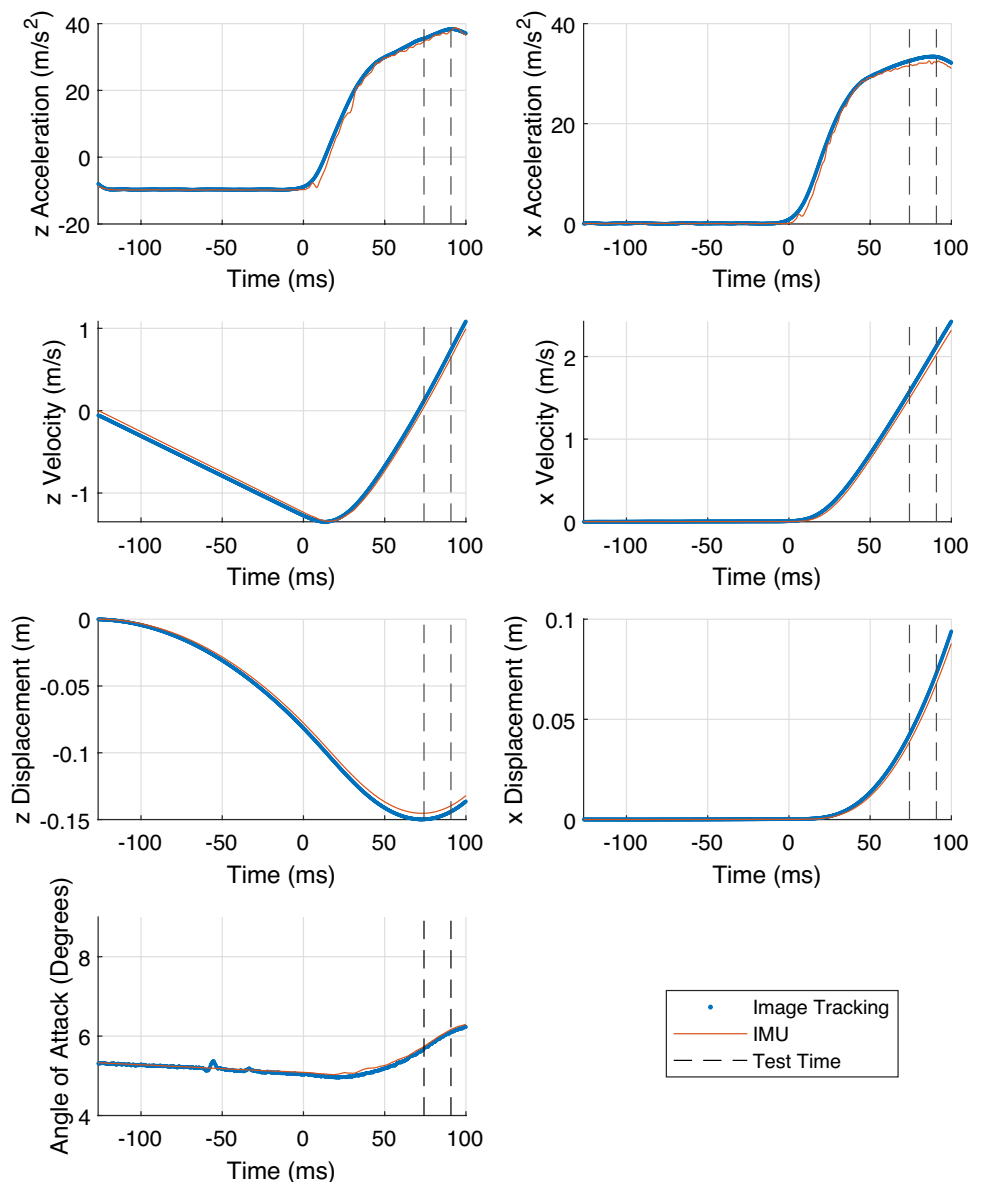 z Acceleration (m/s²)
40
20
0
-20
-100 -50 0 50 100
Time (ms)
x Acceleration (m/s²)
40
20
0
-100 -50 0 50 100
Time (ms)
z Velocity (m/s)
1
0
-1
-100 -50 0 50 100
Time (ms)
x Velocity (m/s)
2
1
0
-100 -50 0 50 100
Time (ms)
z Displacement (m)
0
-0.05
-0.1
-0.15
-100 -50 0 50 100
Time (ms)
x Displacement (m)
0.1
0.05
0
-100 -50 0 50 100
Time (ms)
Angle of Attack (Degrees)
8
6
4
-100 -50 0 50 100
Time (ms)
Image Tracking
IMU
Test Time